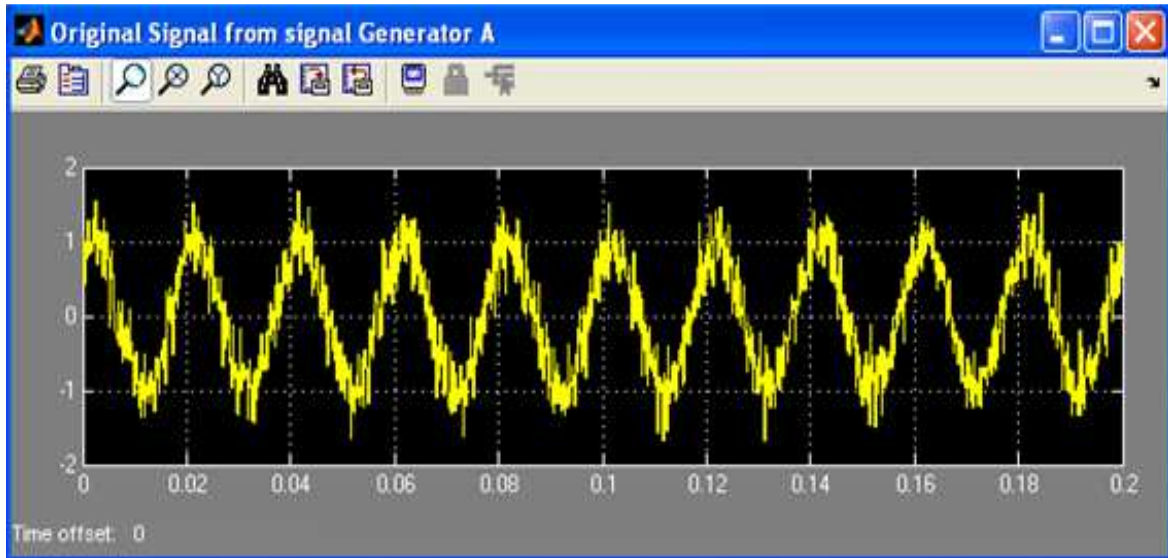 Original Signal from signal Generator A
2
1
0
-1
-2
0 0.02 0.04 0.06 0.08 0.1 0.12 0.14 0.16 0.18 0.2
Time offset: 0